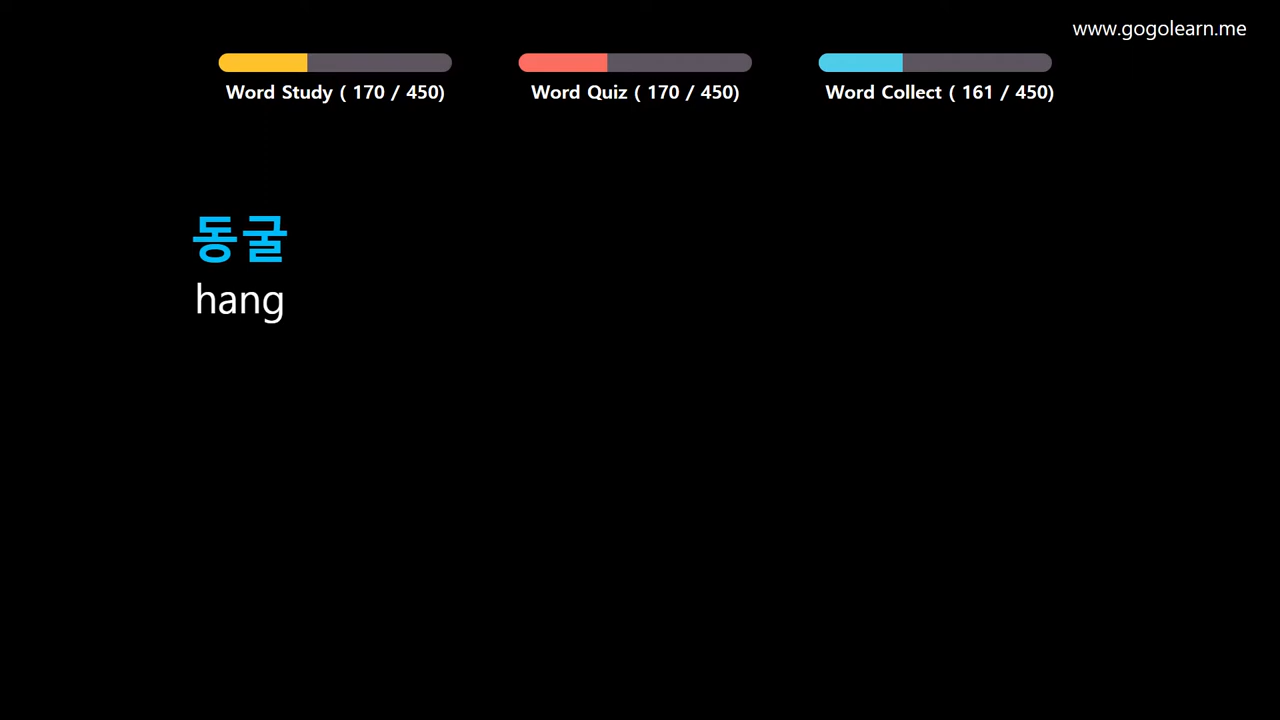 www.gogolearn.me
Word Study ( 170 / 450)
Word Quiz ( 170 / 450)
Word Collect ( 161 / 450)
동굴
hang